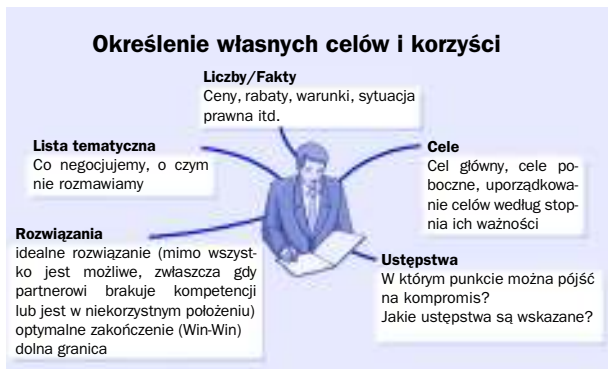 Określenie własnych celów i korzyści
Liczby/Fakty
Ceny, rabaty, warunki, sytuacja
prawna itd.
Lista tematyczna
Co negocjujemy, o czym
nie rozmawiamy
Cele
Cel główny, cele po-
boczne, uporządkowa-
nie celów według stop-
nia ich ważności
Rozwiązania
idealne rozwiązanie (mimo wszyst-
ko jest możliwe, zwłaszcza gdy
partnerowi brakuje kompetencji
lub jest w niekorzystnym położeniu)
optymalne zakończenie (Win-Win)
dolna granica
Ustępstwa
W którym punkcie można pójść
na kompromis?
Jakie ustępstwa są wskazane?